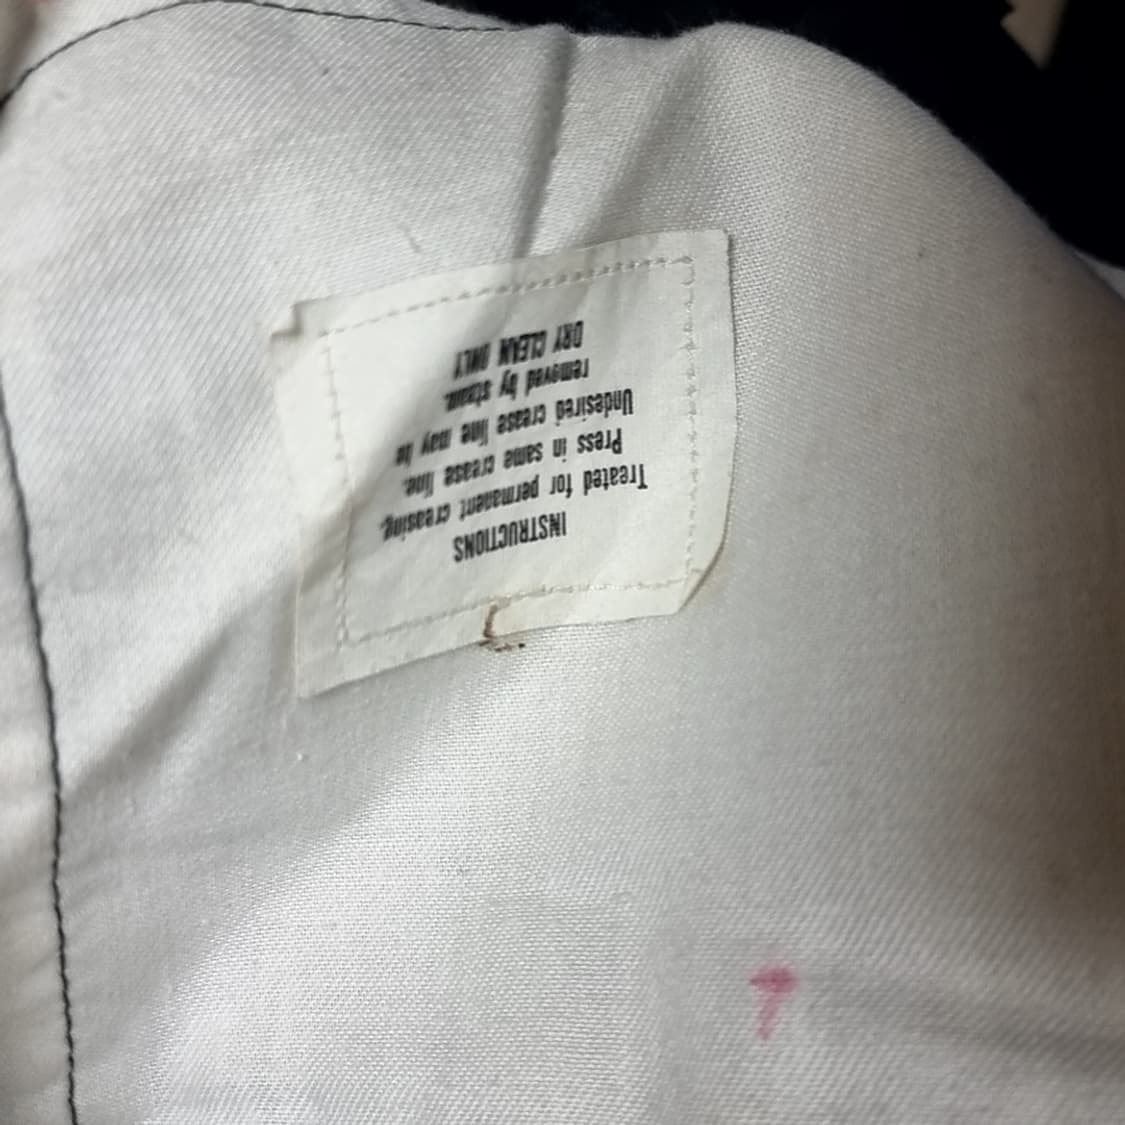 INSTRUCTIONS
Treated for permanent creasing.
Press in same crease line.
Undesired crease line may be
removed by steam.
DRY CLEAN ONLY